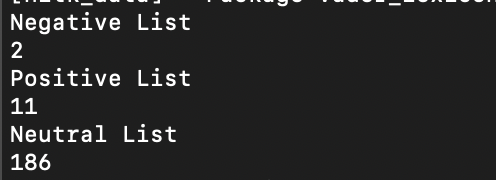 Negative List
2
Positive List
11
Neutral List
186